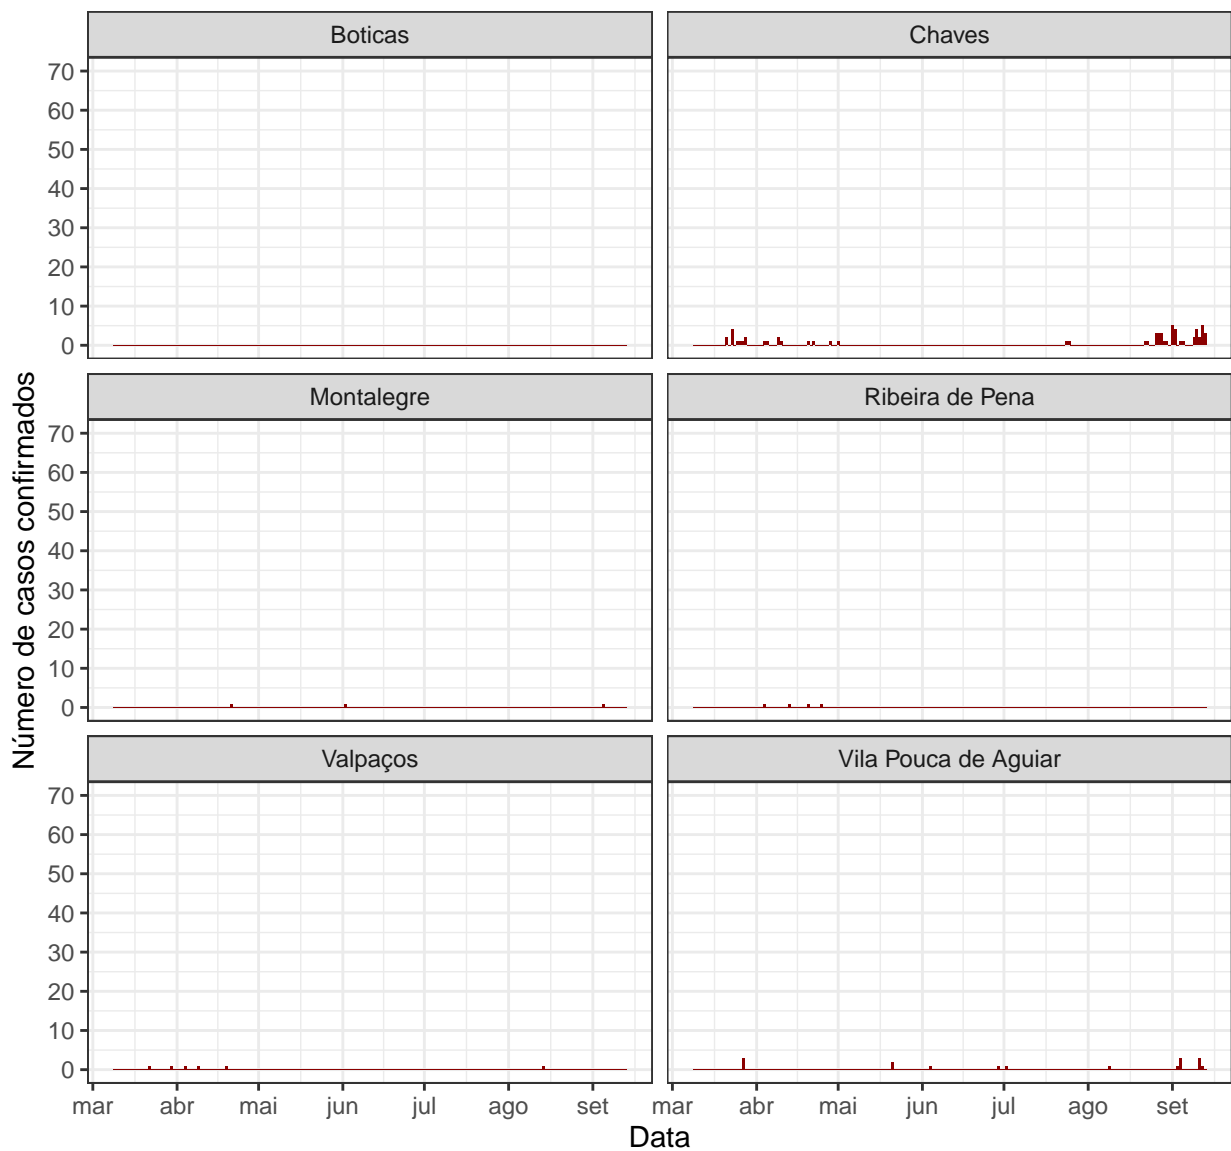 Boticas
Chaves
70
60
50
40
30
20
10
0
Montalegre
Ribeira de Pena
70
60
50
40
30
20
10
0
Valpaços
Vila Pouca de Aguiar
70
60
50
40
30
20
10
0
Número de casos confirmados
mar abr mai jun jul ago set
mar abr mai jun jul ago set
Data